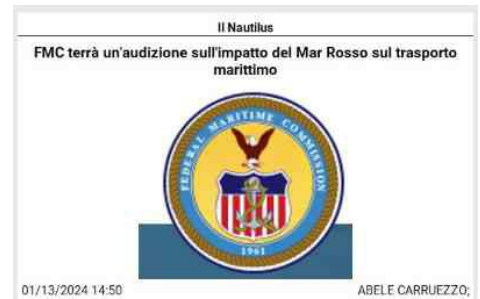 Il Nautilus
FMC terrà un'audizione sull'impatto del Mar Rosso sul trasporto
marittimo
FEDERAL MARITIME COMMISSION
1961
01/13/2024 14:50
ABELE CARRUEZZO;